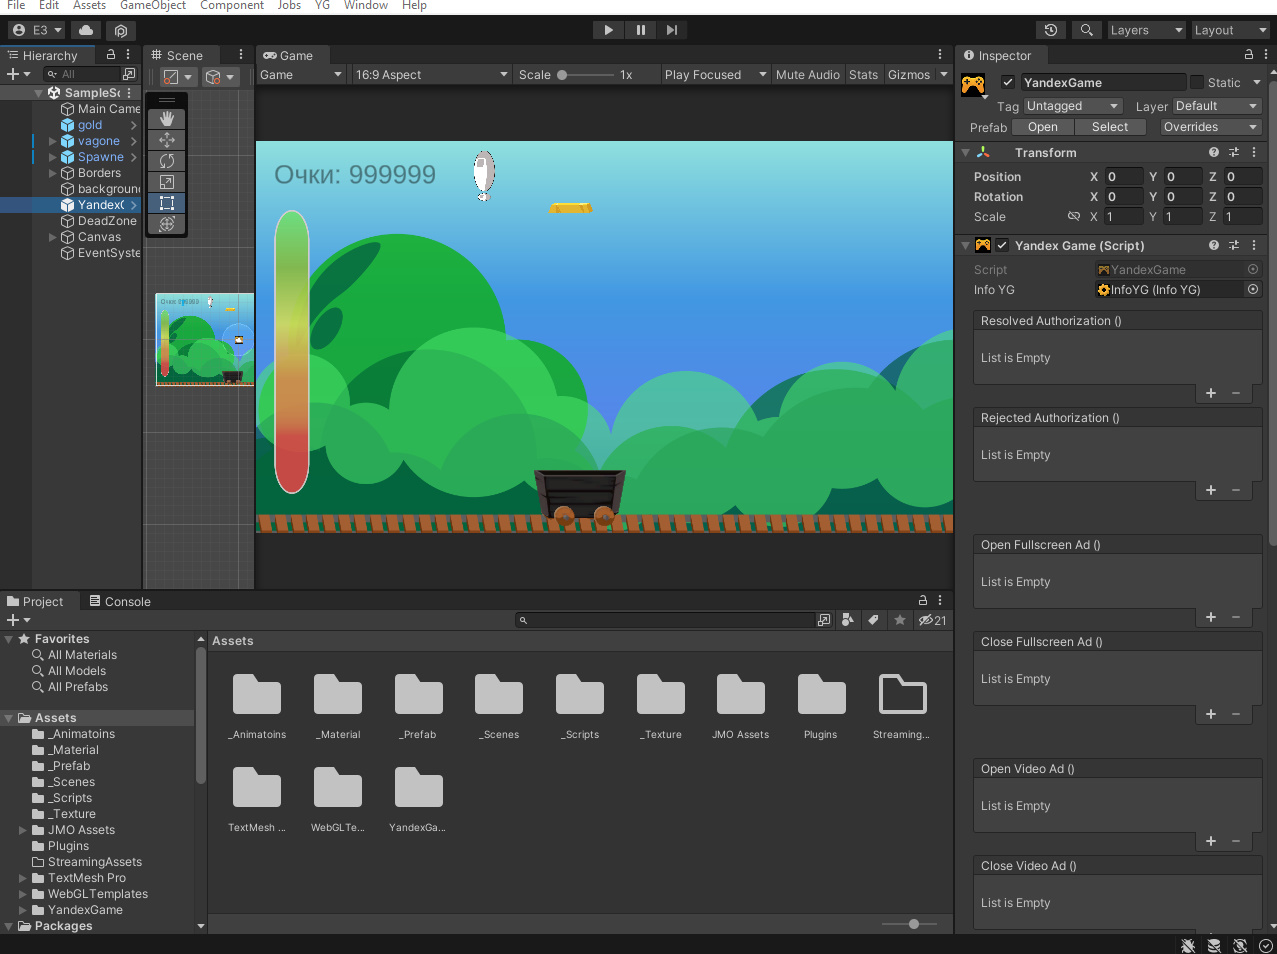 File Edit Assets GameObject Component Jobs YG Window Help
E3 Layers Layout
Hierarchy Scene Game Inspector
All Game 16:9 Aspect Scale 1x Play Focused Mute Audio Stats Gizmos YandexGame Static
SampleSc
Main Came
gold
vagone
Spawne
Borders
background
YandexG
DeadZone
Canvas
EventSyste
Очки: 999999
Tag Untagged Layer Default
Prefab Open Select Overrides
Transform
Position X 0 Y 0 Z 0
Rotation X 0 Y 0 Z 0
Scale X 1 Y 1 Z 1
Yandex Game (Script)
Script YandexGame
Info YG InfoYG (Info YG)
Resolved Authorization ()
List is Empty
+ −
Rejected Authorization ()
List is Empty
+ −
Open Fullscreen Ad ()
List is Empty
+ −
Close Fullscreen Ad ()
List is Empty
+ −
Open Video Ad ()
List is Empty
+ −
Close Video Ad ()
List is Empty
Project Console
21
Favorites
All Materials
All Models
All Prefabs
Assets
_Animatoins
_Material
_Prefab
_Scenes
_Scripts
_Texture
JMO Assets
Plugins
StreamingAssets
TextMesh Pro
WebGLTemplates
YandexGame
Packages
Assets
_Animatoins _Material _Prefab _Scenes _Scripts _Texture JMO Assets Plugins Streaming...
TextMesh ... WebGLTe... YandexGa...